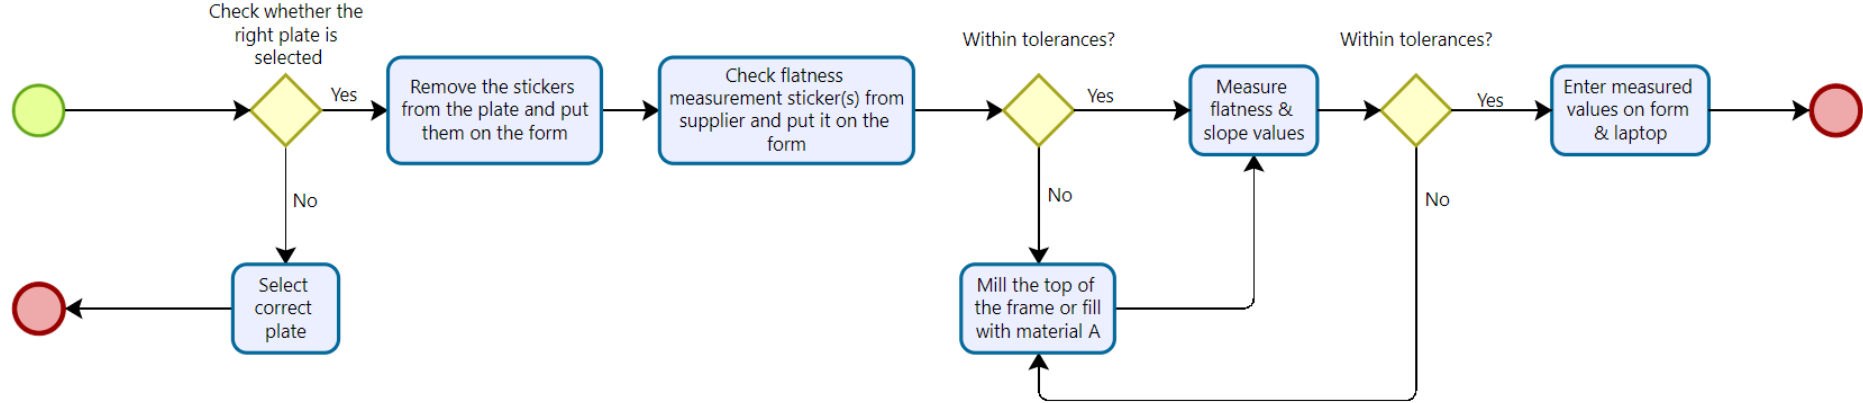 Check whether the
right plate is
selected
Yes
No
Remove the stickers
from the plate and put
them on the form
Check flatness
measurement sticker(s) from
supplier and put it on the
form
Within tolerances?
Yes
No
Measure
flatness &
slope values
Within tolerances?
Yes
No
Enter measured
values on form
& laptop
Select
correct
plate
Mill the top of
the frame or fill
with material A